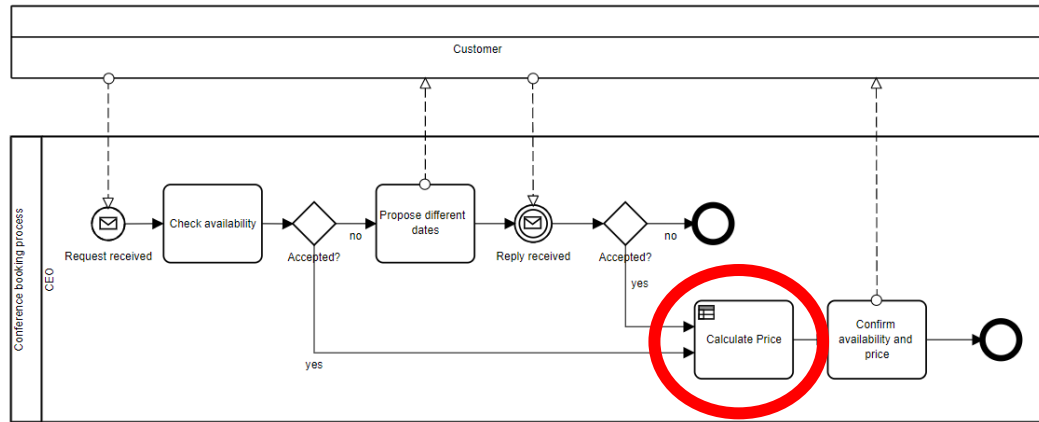 Customer
Conference booking process
CEO
Request received
Check availability
Accepted?
no
yes
Propose different
dates
Reply received
Accepted?
no
yes
Calculate Price
Confirm
availability and
price